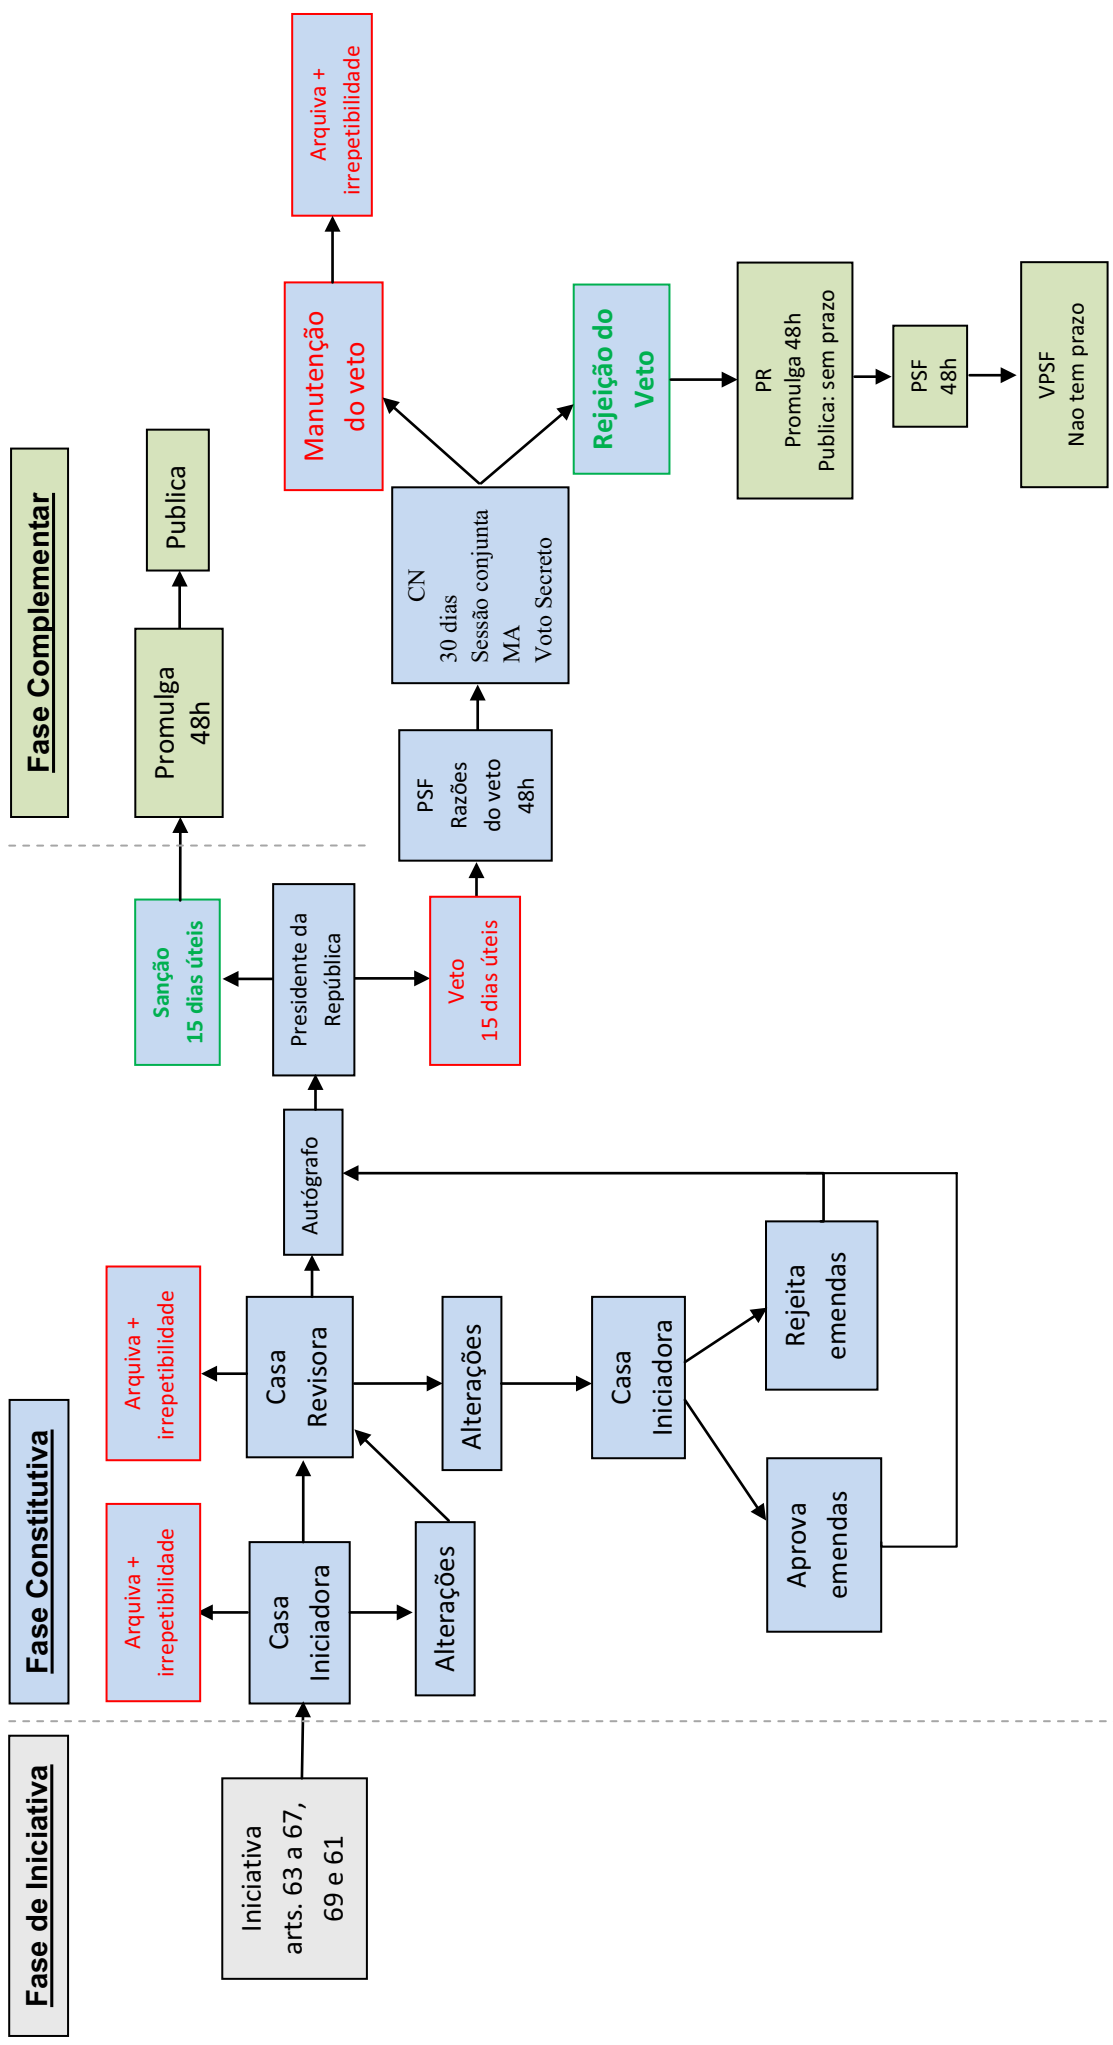 Fase de Iniciativa
Fase Constitutiva
Fase Complementar
Iniciativa
arts. 63 a 67,
69 e 61
Casa
Iniciadora
Arquiva +
irrepetibilidade
Alterações
Casa
Revisora
Arquiva +
irrepetibilidade
Alterações
Casa
Iniciadora
Aprova
emendas
Rejeita
emendas
Autógrafo
Presidente da
República
Sanção
15 dias úteis
Veto
15 dias úteis
Promulga
48h
Publica
PSF
Razões
do veto
48h
CN
30 dias
Sessão conjunta
MA
Voto Secreto
Manutenção
do veto
Arquiva +
irrepetibilidade
Rejeição do
Veto
PR
Promulga 48h
Publica: sem prazo
PSF
48h
VPSF
Nao tem prazo